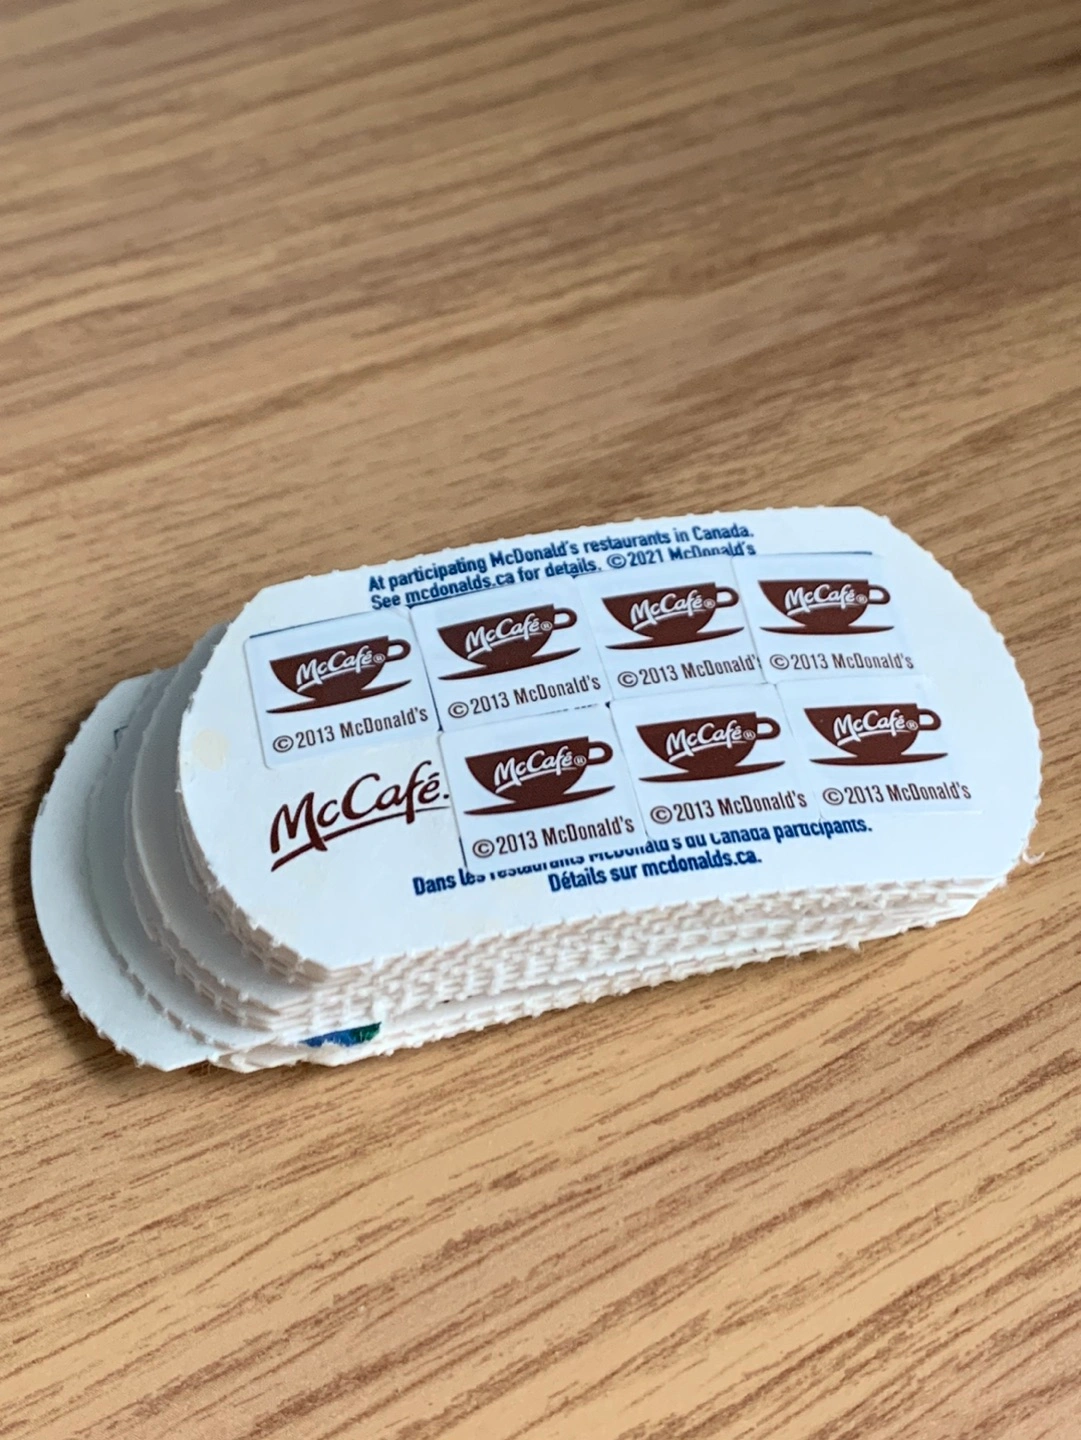 At participating McDonald's restaurants in Canada.
See mcdonalds.ca for details. ©2021 McDonald's
McCafé®
©2013 McDonald's
McCafé®
©2013 McDonald's
McCafé®
©2013 McDonald's
McCafé®
©2013 McDonald's
McCafé.
McCafé®
©2013 McDonald's
McCafé®
©2013 McDonald's
McCafé®
©2013 McDonald's
Dans les restaurants McDonald's du Canada participants.
Détails sur mcdonalds.ca.